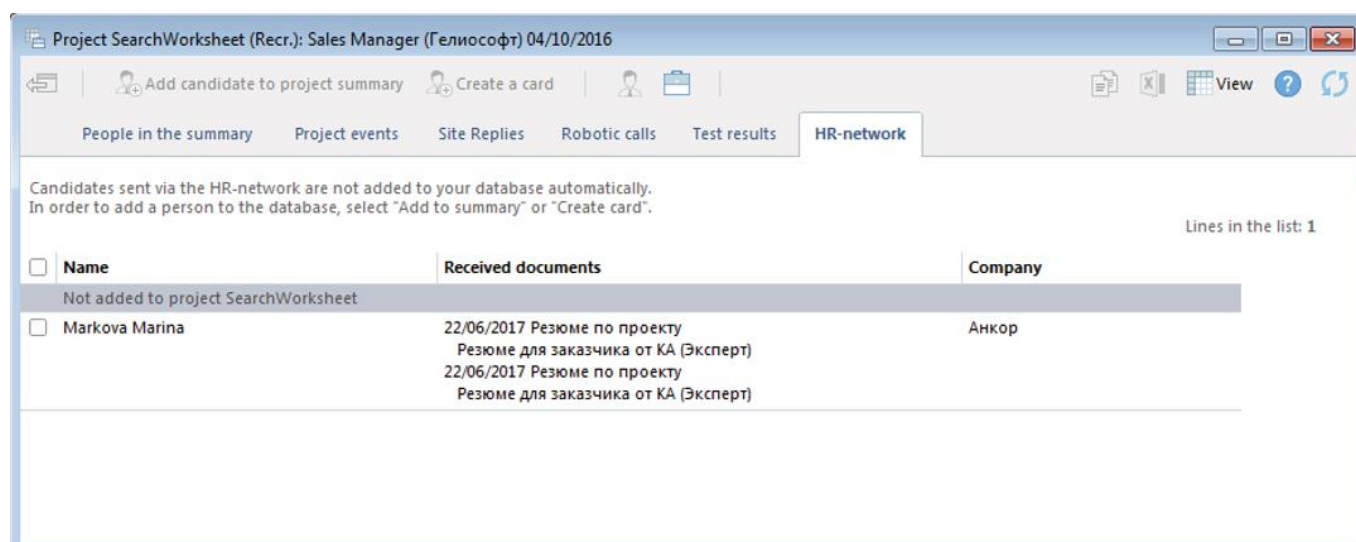 Project SearchWorksheet (Recr.): Sales Manager (Гелиософт) 04/10/2016
Add candidate to project summary Create a card View
People in the summary Project events Site Replies Robotic calls Test results HR-network
Candidates sent via the HR-network are not added to your database automatically.
In order to add a person to the database, select "Add to summary" or "Create card".
Lines in the list: 1
Name Received documents Company
Not added to project SearchWorksheet
Markova Marina 22/06/2017 Резюме по проекту Анкор
Резюме для заказчика от КА (Эксперт)
22/06/2017 Резюме по проекту
Резюме для заказчика от КА (Эксперт)